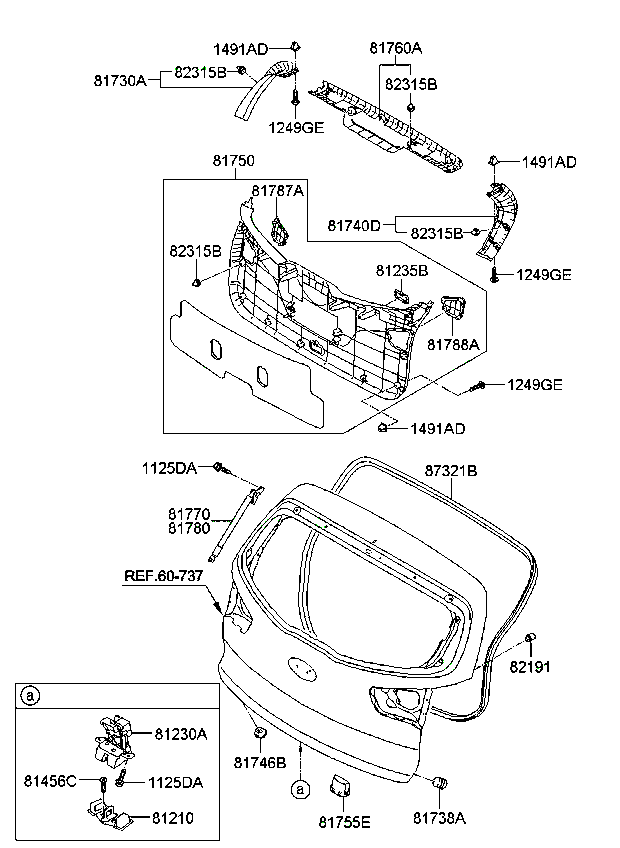 1491AD
81760A
82315B
81730A
82315B
1249GE
81750
1491AD
81787A
81740D
82315B
82315B
81235B
1249GE
81788A
1249GE
1491AD
1125DA
87321B
81770
81780
REF.60-737
82191
a
81230A
81746B
81456C
1125DA
a
81210
81738A
81755E